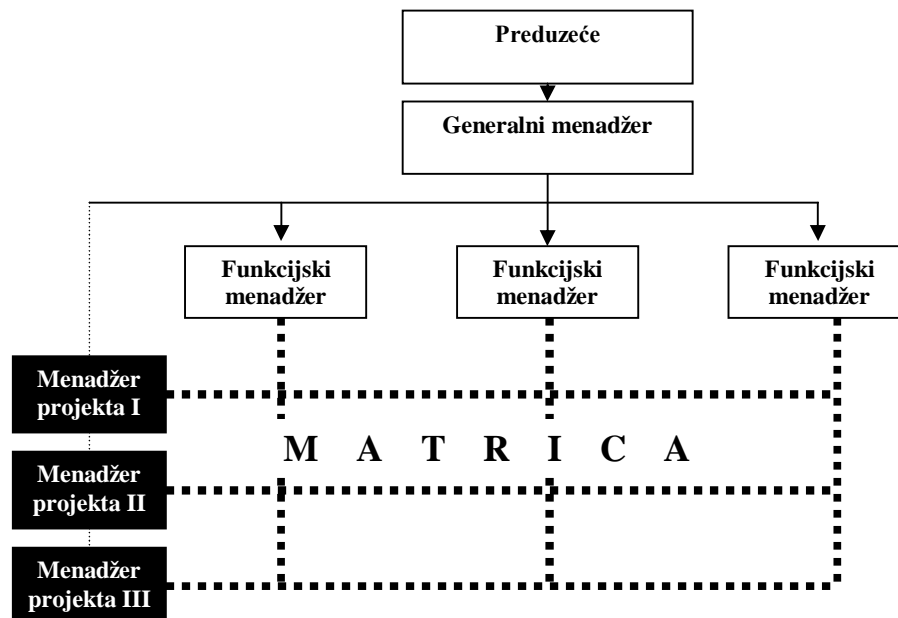 Preduzeće
Generalni menadžer
Funkcijski
menadžer
Funkcijski
menadžer
Funkcijski
menadžer
Menadžer
projekta I
M A T R I C A
Menadžer
projekta II
Menadžer
projekta III